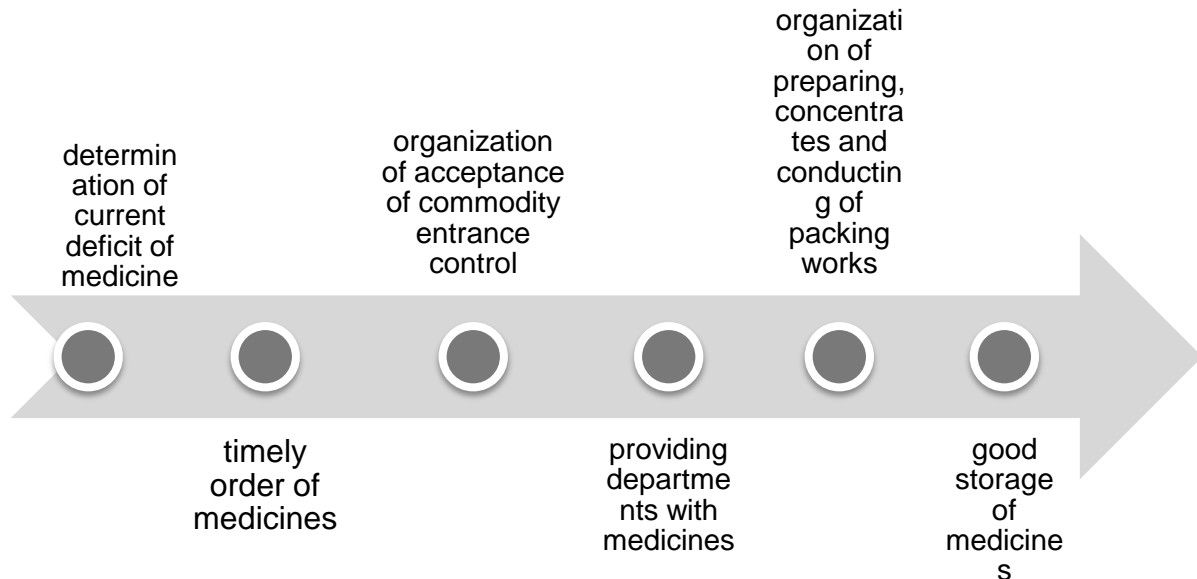 determin
ation of
current
deficit of
medicine
timely
order of
medicines
organization
of acceptance
of commodity
entrance
control
providing
departme
nts with
medicines
organizati
on of
preparing,
concentra
tes and
conductin
g of
packing
works
good
storage
of
medicine
s